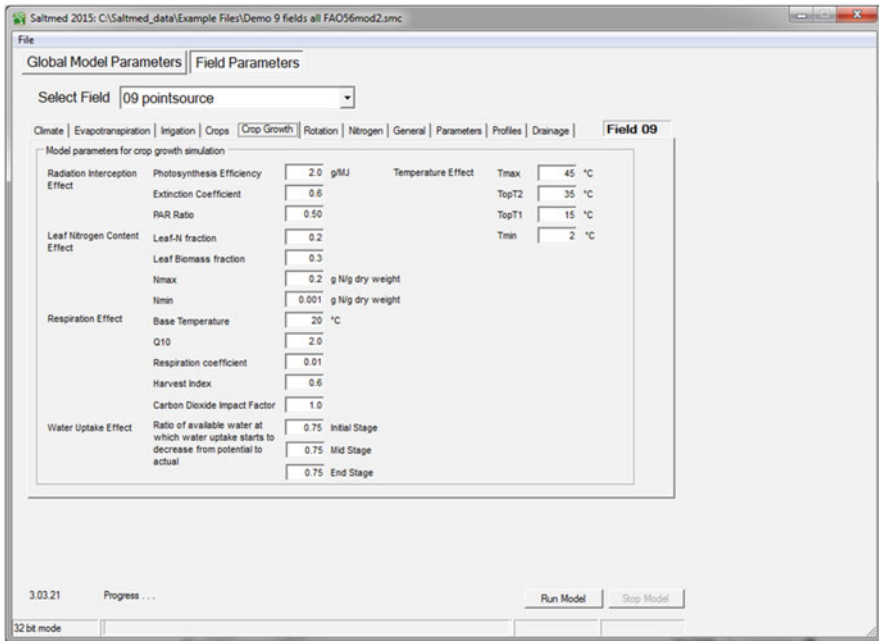 Saltmed 2015: C:\Saltmed_data\Example Files\Demo 9 fields all FAO56mod2.smc
File
Global Model Parameters Field Parameters
Select Field 09 pointsource
Climate Evapotranspiration Irrigation Crops Crop Growth Rotation Nitrogen General Parameters Profiles Drainage Field 09
Model parameters for crop growth simulation
Radiation Interception Effect Photosynthesis Efficiency 2.0 g/MJ Temperature Effect Tmax 45 °C
Extinction Coefficient 0.6 TopT2 35 °C
PAR Ratio 0.50 TopT1 15 °C
Leaf Nitrogen Content Effect Leaf-N fraction 0.2 Tmin 2 °C
Leaf Biomass fraction 0.3
Nmax 0.2 g N/g dry weight
Nmin 0.001 g N/g dry weight
Respiration Effect Base Temperature 20 °C
Q10 2.0
Respiration coefficient 0.01
Harvest Index 0.6
Carbon Dioxide Impact Factor 1.0
Water Uptake Effect Ratio of available water at which water uptake starts to decrease from potential to actual 0.75 Initial Stage
0.75 Mid Stage
0.75 End Stage
3.03.21 Progress . . . Run Model Stop Model
32 bit mode